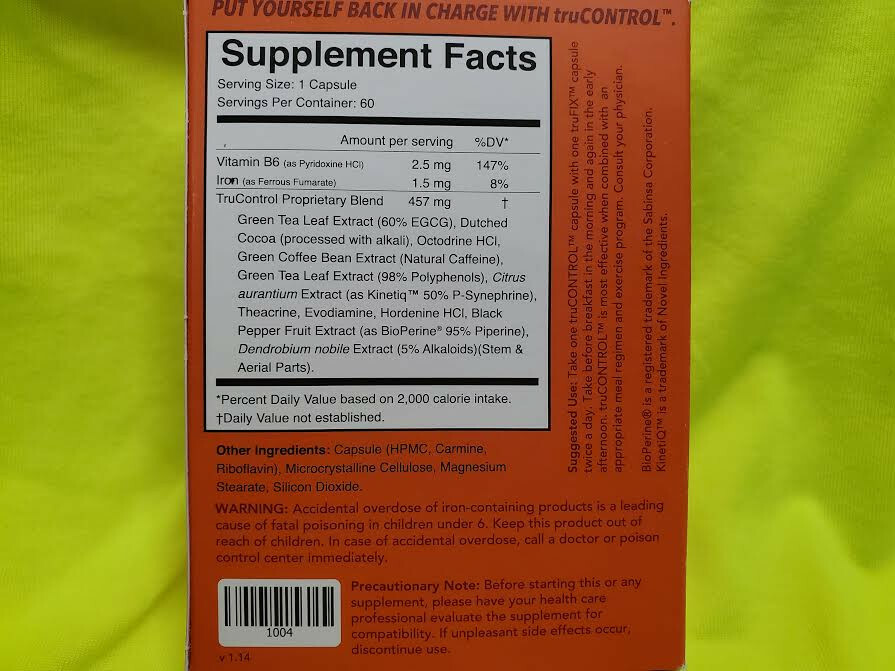 PUT YOURSELF BACK IN CHARGE WITH truCONTROL™.
Supplement Facts
Serving Size: 1 Capsule
Servings Per Container: 60
Amount per serving %DV*
Vitamin B6 (as Pyridoxine HCl) 2.5 mg 147%
Iron (as Ferrous Fumarate) 1.5 mg 8%
TruControl Proprietary Blend 457 mg †
Green Tea Leaf Extract (60% EGCG), Dutched
Cocoa (processed with alkali), Octodrine HCl,
Green Coffee Bean Extract (Natural Caffeine),
Green Tea Leaf Extract (98% Polyphenols), Citrus
aurantium Extract (as Kinetiq™ 50% P-Synephrine),
Theacrine, Evodiamine, Hordenine HCl, Black
Pepper Fruit Extract (as BioPerine® 95% Piperine),
Dendrobium nobile Extract (5% Alkaloids)(Stem &
Aerial Parts).
*Percent Daily Value based on 2,000 calorie intake.
†Daily Value not established.
Other Ingredients: Capsule (HPMC, Carmine,
Riboflavin), Microcrystalline Cellulose, Magnesium
Stearate, Silicon Dioxide.
WARNING: Accidental overdose of iron-containing products is a leading
cause of fatal poisoning in children under 6. Keep this product out of
reach of children. In case of accidental overdose, call a doctor or poison
control center immediately.
1004
v 1.14
Precautionary Note: Before starting this or any
supplement, please have your health care
professional evaluate the supplement for
compatibility. If unpleasant side effects occur,
discontinue use.
Suggested Use: Take one truCONTROL™ capsule with one truFIX™ capsule
twice a day. Take before breakfast in the morning and again in the early
afternoon. truCONTROL™ is most effective when combined with an
appropriate meal regimen and exercise program. Consult your physician.
BioPerine® is a registered trademark of the Sabinsa Corporation.
KinetiQ™ is a trademark of Novel Ingredients.